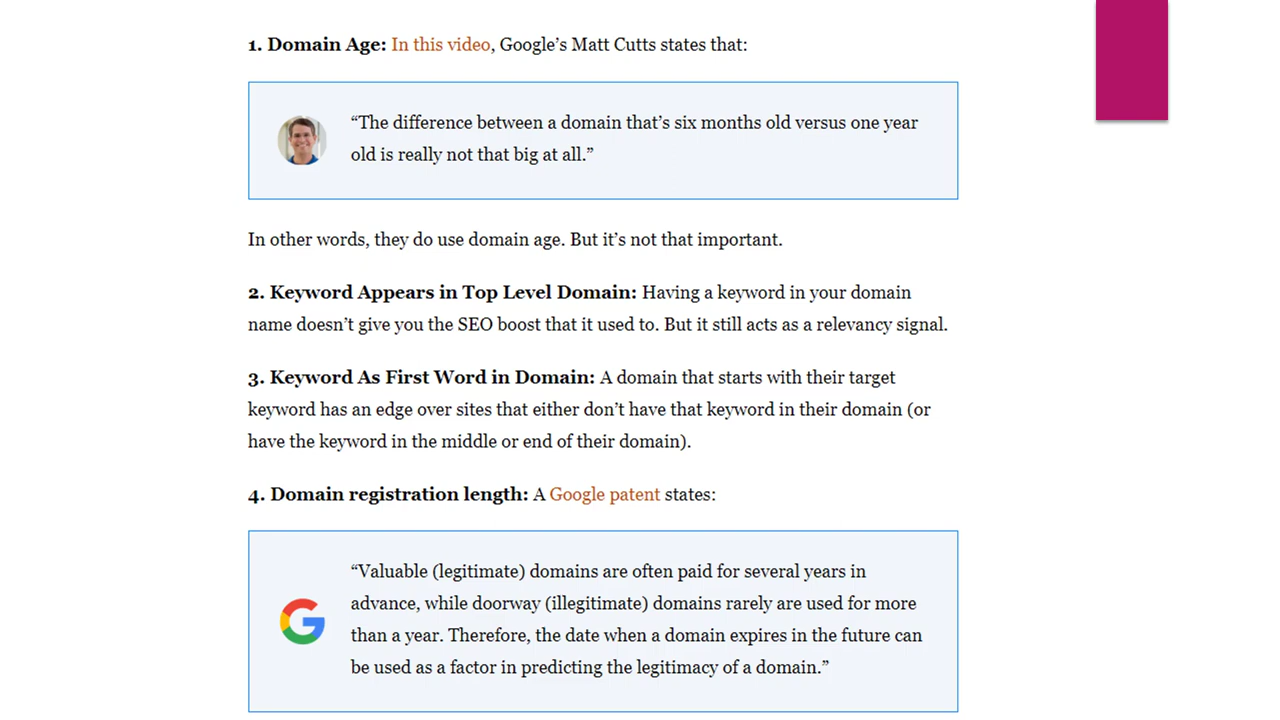 1. Domain Age: In this video, Google’s Matt Cutts states that:
“The difference between a domain that’s six months old versus one year
old is really not that big at all.”
In other words, they do use domain age. But it’s not that important.
2. Keyword Appears in Top Level Domain: Having a keyword in your domain
name doesn’t give you the SEO boost that it used to. But it still acts as a relevancy signal.
3. Keyword As First Word in Domain: A domain that starts with their target
keyword has an edge over sites that either don’t have that keyword in their domain (or
have the keyword in the middle or end of their domain).
4. Domain registration length: A Google patent states:
“Valuable (legitimate) domains are often paid for several years in
advance, while doorway (illegitimate) domains rarely are used for more
than a year. Therefore, the date when a domain expires in the future can
be used as a factor in predicting the legitimacy of a domain.”